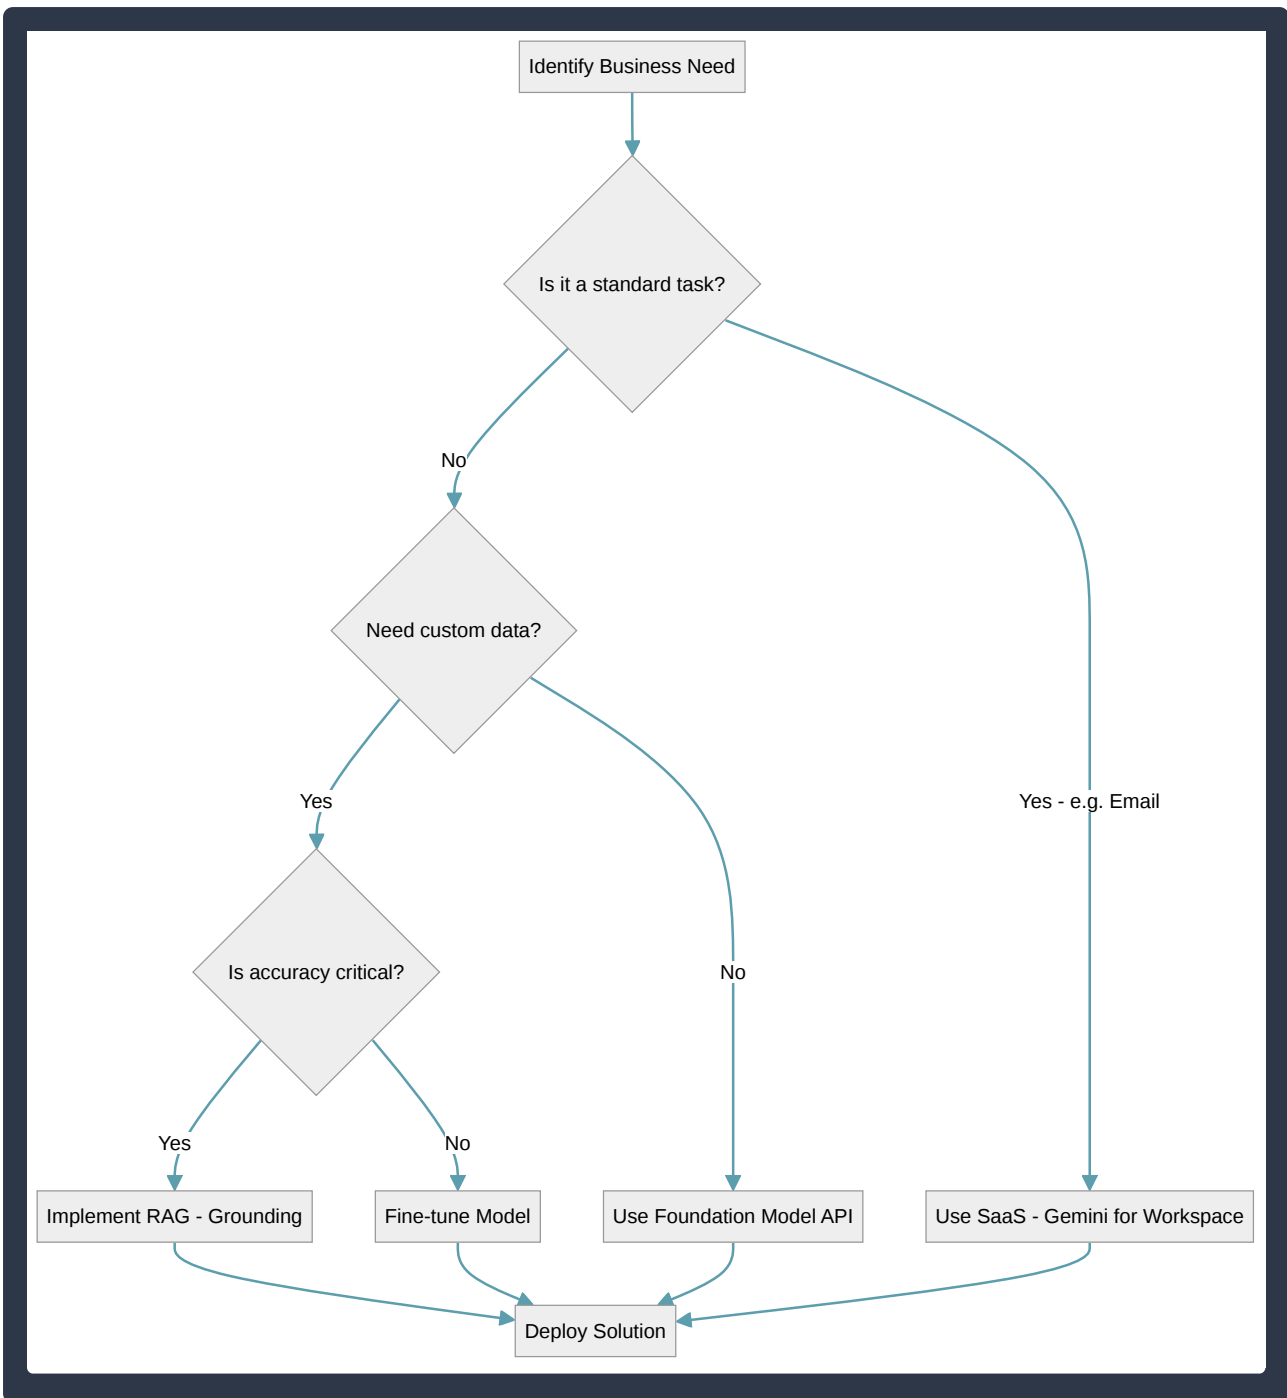 Identify Business Need
Is it a standard task?
No
Need custom data?
Yes
Yes - e.g. Email
Is accuracy critical?
No
Yes
No
Implement RAG - Grounding
Fine-tune Model
Use Foundation Model API
Use SaaS - Gemini for Workspace
Deploy Solution